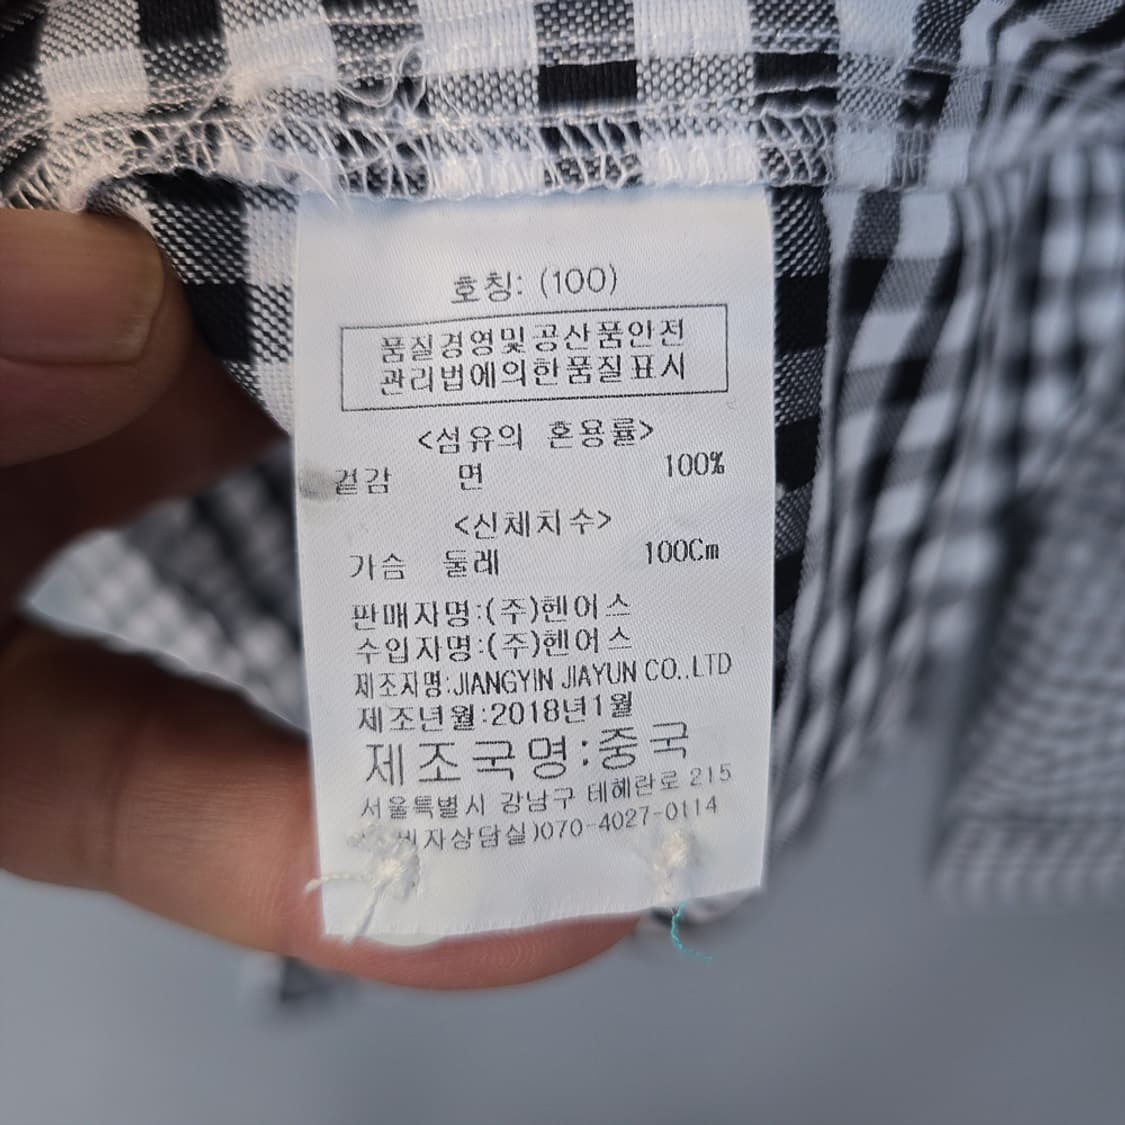 호칭: (100)
품질경영및공산품안전
관리법에의한품질표시
<섬유의 혼용률>
겉감 면 100%
<신체치수>
가슴 둘레 100Cm
판매자명:(주)헨어스
수입자명:(주)헨어스
제조자명:JIANGYIN JIAYUN CO.,LTD
제조년월:2018년1월
제조국명:중국
서울특별시 강남구 테헤란로 215
070-4027-0114